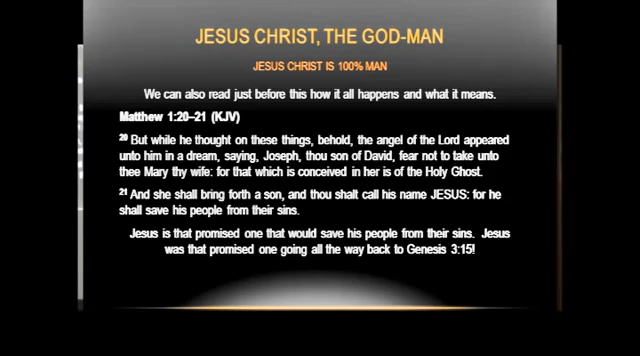 JESUS CHRIST, THE GOD-MAN
JESUS CHRIST IS 100% MAN
We can also read just before this how it all happens and what it means.
Matthew 1:20–21 (KJV)
20 But while he thought on these things, behold, the angel of the Lord appeared
unto him in a dream, saying, Joseph, thou son of David, fear not to take unto
thee Mary thy wife: for that which is conceived in her is of the Holy Ghost.
21 And she shall bring forth a son, and thou shalt call his name JESUS: for he
shall save his people from their sins.
Jesus is that promised one that would save his people from their sins. Jesus
was that promised one going all the way back to Genesis 3:15!